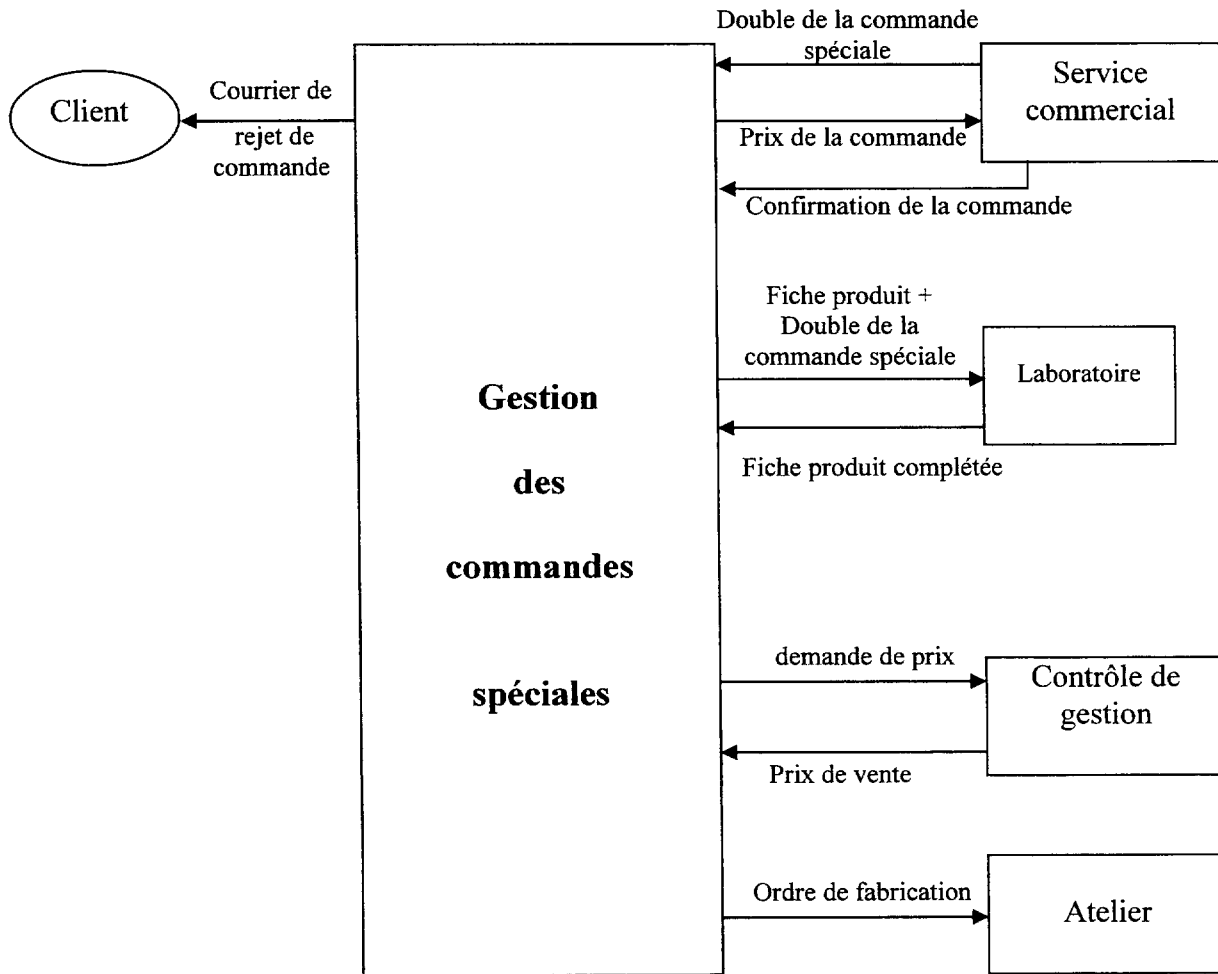 Double de la commande
spéciale
Service
commercial
Client
Courrier de
rejet de
commande
Prix de la commande
Confirmation de la commande
Fiche produit +
Double de la
commande spéciale
Laboratoire
Fiche produit complétée
Gestion
des
commandes
spéciales
demande de prix
Contrôle de
gestion
Prix de vente
Ordre de fabrication
Atelier